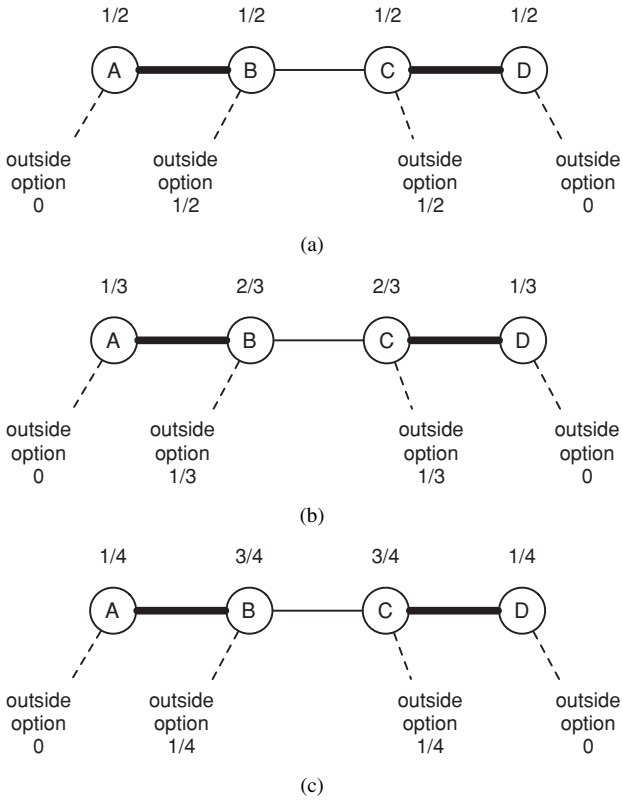 1/2 1/2 1/2 1/2
A B C D
outside outside outside outside
option option option option
0 1/2 1/2 0
(a)
1/3 2/3 2/3 1/3
A B C D
outside outside outside outside
option option option option
0 1/3 1/3 0
(b)
1/4 3/4 3/4 1/4
A B C D
outside outside outside outside
option option option option
0 1/4 1/4 0
(c)